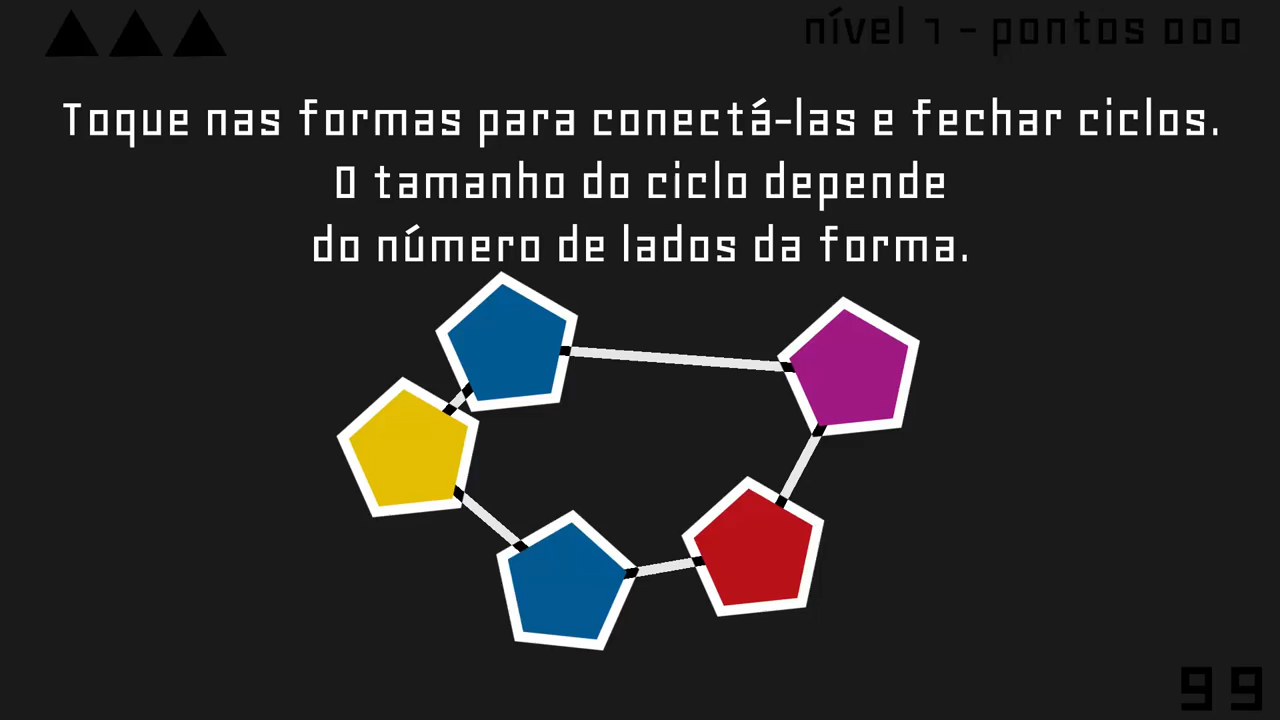 nível 1 - pontos 000
Toque nas formas para conectá-las e fechar ciclos.
O tamanho do ciclo depende
do número de lados da forma.
99